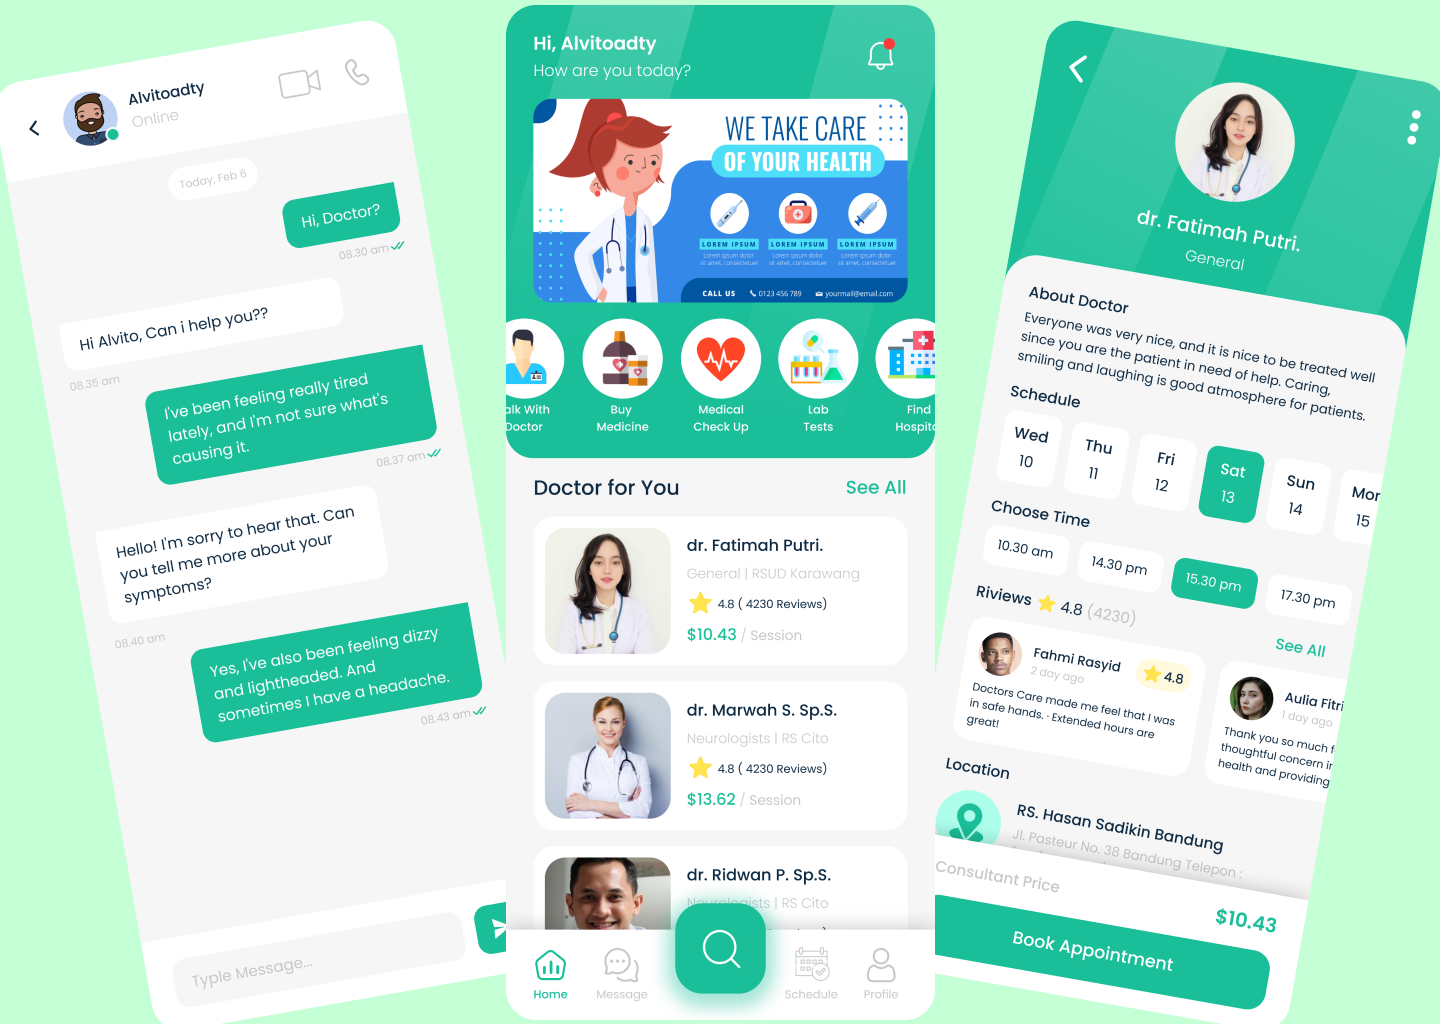 Alvitoadty
Online
Today, Feb 6
Hi, Doctor?
08.30 am
Hi Alvito, Can i help you??
08.35 am
I've been feeling really tired
lately, and I'm not sure what's
causing it.
08.37 am
Hello! I'm sorry to hear that. Can
you tell me more about your
symptoms?
08.40 am
Yes, I've also been feeling dizzy
and lightheaded. And
sometimes I have a headache.
08.43 am
Typle Message...
Hi, Alvitoadty
How are you today?
WE TAKE CARE
OF YOUR HEALTH
LOREM IPSUM
Lorem ipsum dolor
sit amet, consectetuer
LOREM IPSUM
Lorem ipsum dolor
sit amet, consectetuer
LOREM IPSUM
Lorem ipsum dolor
sit amet, consectetuer
CALL US 0123 456 789 yourmail@email.com
alk With
Doctor
Buy
Medicine
Medical
Check Up
Lab
Tests
Find
Hospita
Doctor for You
See All
dr. Fatimah Putri.
General | RSUD Karawang
4.8 ( 4230 Reviews)
$10.43 / Session
dr. Marwah S. Sp.S.
Neurologists | RS Cito
4.8 ( 4230 Reviews)
$13.62 / Session
dr. Ridwan P. Sp.S.
Neurologists | RS Cito
Home
Message
Schedule
Profile
dr. Fatimah Putri.
General
About Doctor
Everyone was very nice, and it is nice to be treated well
since you are the patient in need of help. Caring,
smiling and laughing is good atmosphere for patients.
Schedule
Wed
10
Thu
11
Fri
12
Sat
13
Sun
14
Mor
15
Choose Time
10.30 am
14.30 pm
15.30 pm
17.30 pm
Riviews 4.8 (4230)
See All
Fahmi Rasyid
2 day ago
4.8
Doctors Care made me feel that I was
in safe hands. · Extended hours are
great!
Aulia Fitri
1 day ago
Thank you so much f
thoughtful concern in
health and providing
Location
RS. Hasan Sadikin Bandung
Jl. Pasteur No. 38 Bandung Telepon :
Consultant Price
$10.43
Book Appointment